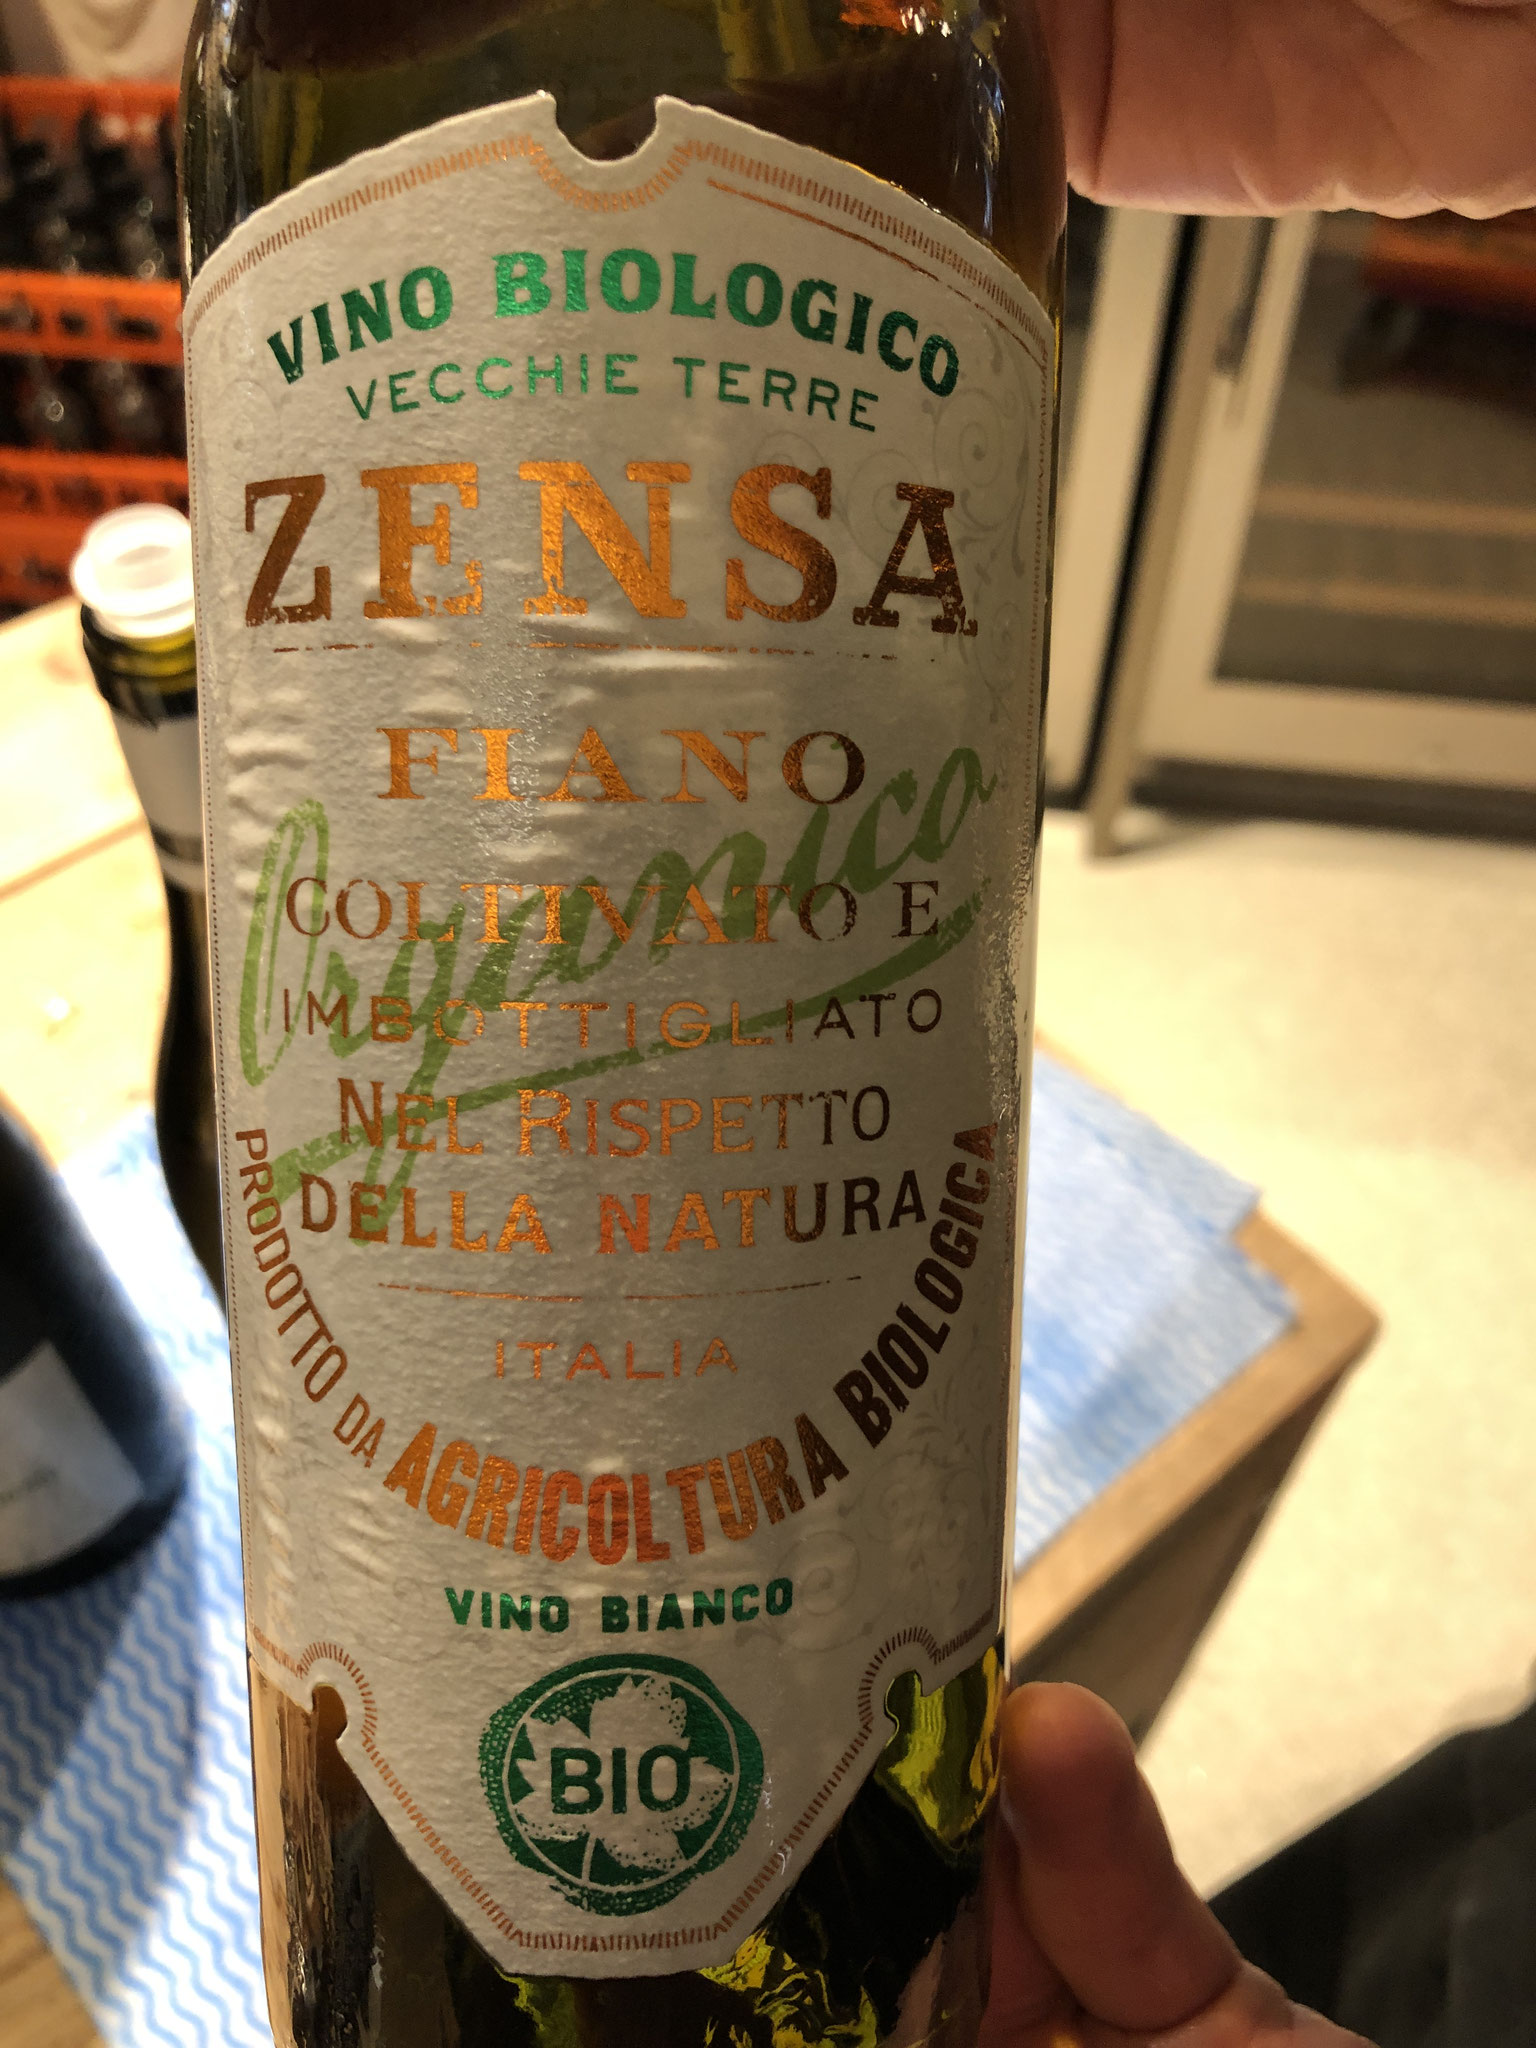 VINO BIOLOGICO
VECCHIE TERRE
ZENSA
FIANO
Organico
COLTIVATO E
IMBOTTIGLIATO
NEL RISPETTO
DELLA NATURA
ITALIA
PRODOTTO DA AGRICOLTURA BIOLOGICA
VINO BIANCO
BIO